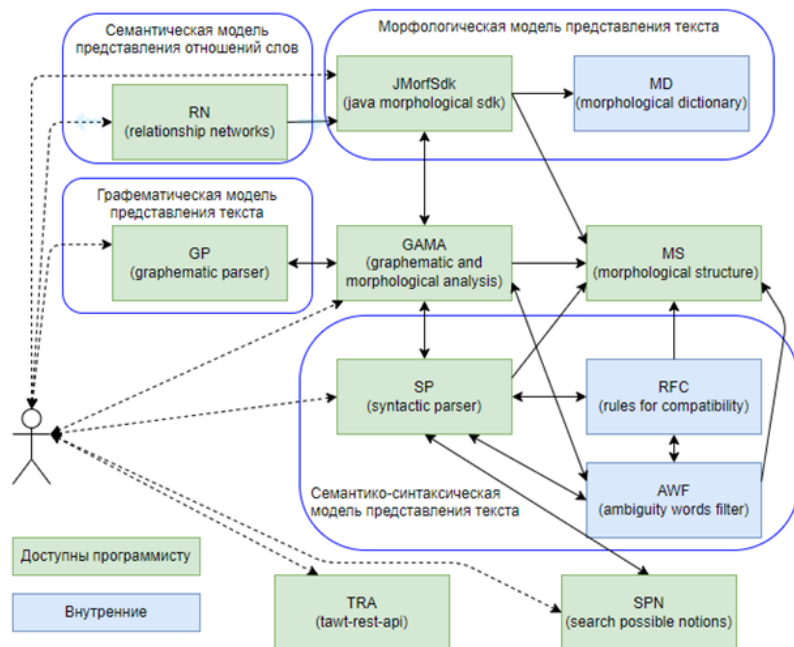 Семантическая модель
представления отношений слов
Морфологическая модель представления текста
RN
(relationship networks)
JMorfSdk
(java morphological sdk)
MD
(morphological dictionary)
Графематическая модель
представления текста
GP
(graphematic parser)
GAMA
(graphematic and
morphological analysis)
MS
(morphological structure)
SP
(syntactic parser)
RFC
(rules for compatibility)
AWF
(ambiguity words filter)
Семантико-синтаксическая
модель представления текста
Доступны программисту
Внутренние
TRA
(tawt-rest-api)
SPN
(search possible notions)